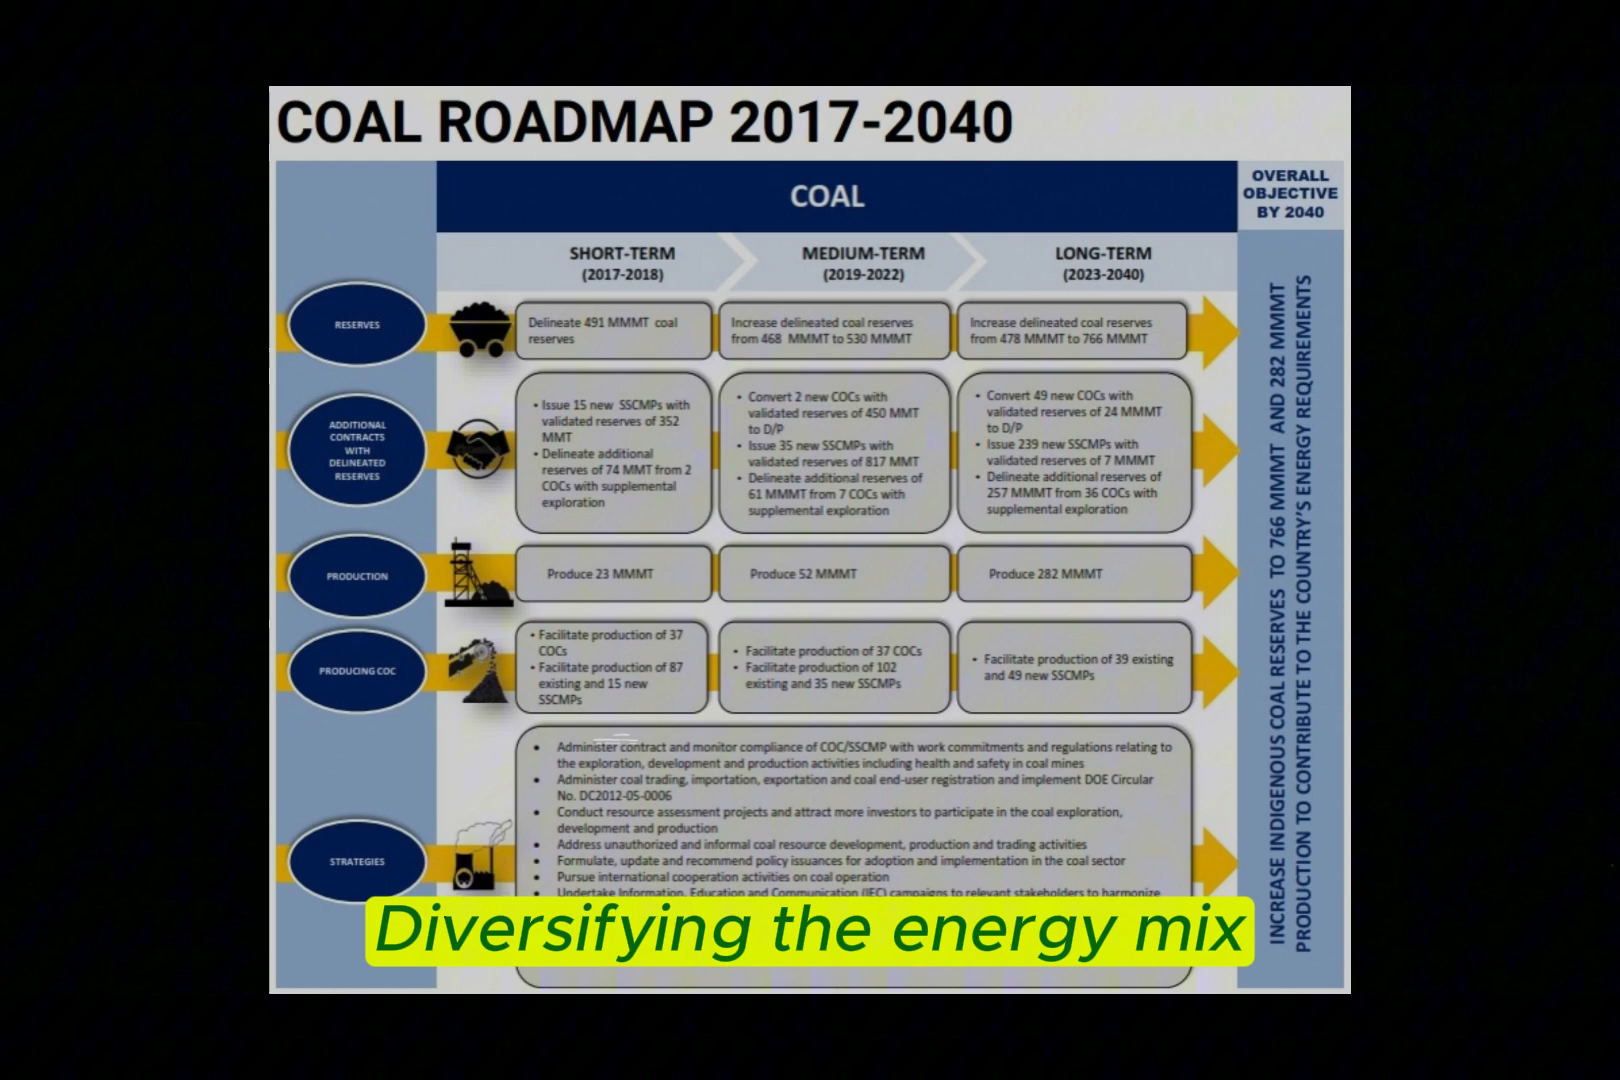 COAL ROADMAP 2017-2040
COAL
OVERALL
OBJECTIVE
BY 2040
SHORT-TERM
(2017-2018)
MEDIUM-TERM
(2019-2022)
LONG-TERM
(2023-2040)
RESERVES
Delineate 491 MMMT coal
reserves
Increase delineated coal reserves
from 468 MMMT to 530 MMMT
Increase delineated coal reserves
from 478 MMMT to 766 MMMT
ADDITIONAL
CONTRACTS
WITH
DELINEATED
RESERVES
• Issue 15 new SSCMPs with
validated reserves of 352
MMT
• Delineate additional
reserves of 74 MMT from 2
COCs with supplemental
exploration
• Convert 2 new COCs with
validated reserves of 450 MMT
to D/P
• Issue 35 new SSCMPs with
validated reserves of 817 MMT
• Delineate additional reserves of
61 MMMT from 7 COCs with
supplemental exploration
• Convert 49 new COCs with
validated reserves of 24 MMMT
to D/P
• Issue 239 new SSCMPs with
validated reserves of 7 MMMT
• Delineate additional reserves of
257 MMMT from 36 COCs with
supplemental exploration
PRODUCTION
Produce 23 MMMT
Produce 52 MMMT
Produce 282 MMMT
PRODUCING COC
• Facilitate production of 37
COCs
• Facilitate production of 87
existing and 15 new
SSCMPs
• Facilitate production of 37 COCs
• Facilitate production of 102
existing and 35 new SSCMPs
• Facilitate production of 39 existing
and 49 new SSCMPs
STRATEGIES
• Administer contract and monitor compliance of COC/SSCMP with work commitments and regulations relating to
the exploration, development and production activities including health and safety in coal mines
• Administer coal trading, importation, exportation and coal end-user registration and implement DOE Circular
No. DC2012-05-0006
• Conduct resource assessment projects and attract more investors to participate in the coal exploration,
development and production
• Address unauthorized and informal coal resource development, production and trading activities
• Formulate, update and recommend policy issuances for adoption and implementation in the coal sector
• Pursue international cooperation activities on coal operation
• Undertake Information, Education and Communication (IEC) campaigns to relevant stakeholders to harmonize
INCREASE INDIGENOUS COAL RESERVES TO 766 MMMT AND 282 MMMT
PRODUCTION TO CONTRIBUTE TO THE COUNTRY'S ENERGY REQUIREMENTS
Diversifying the energy mix